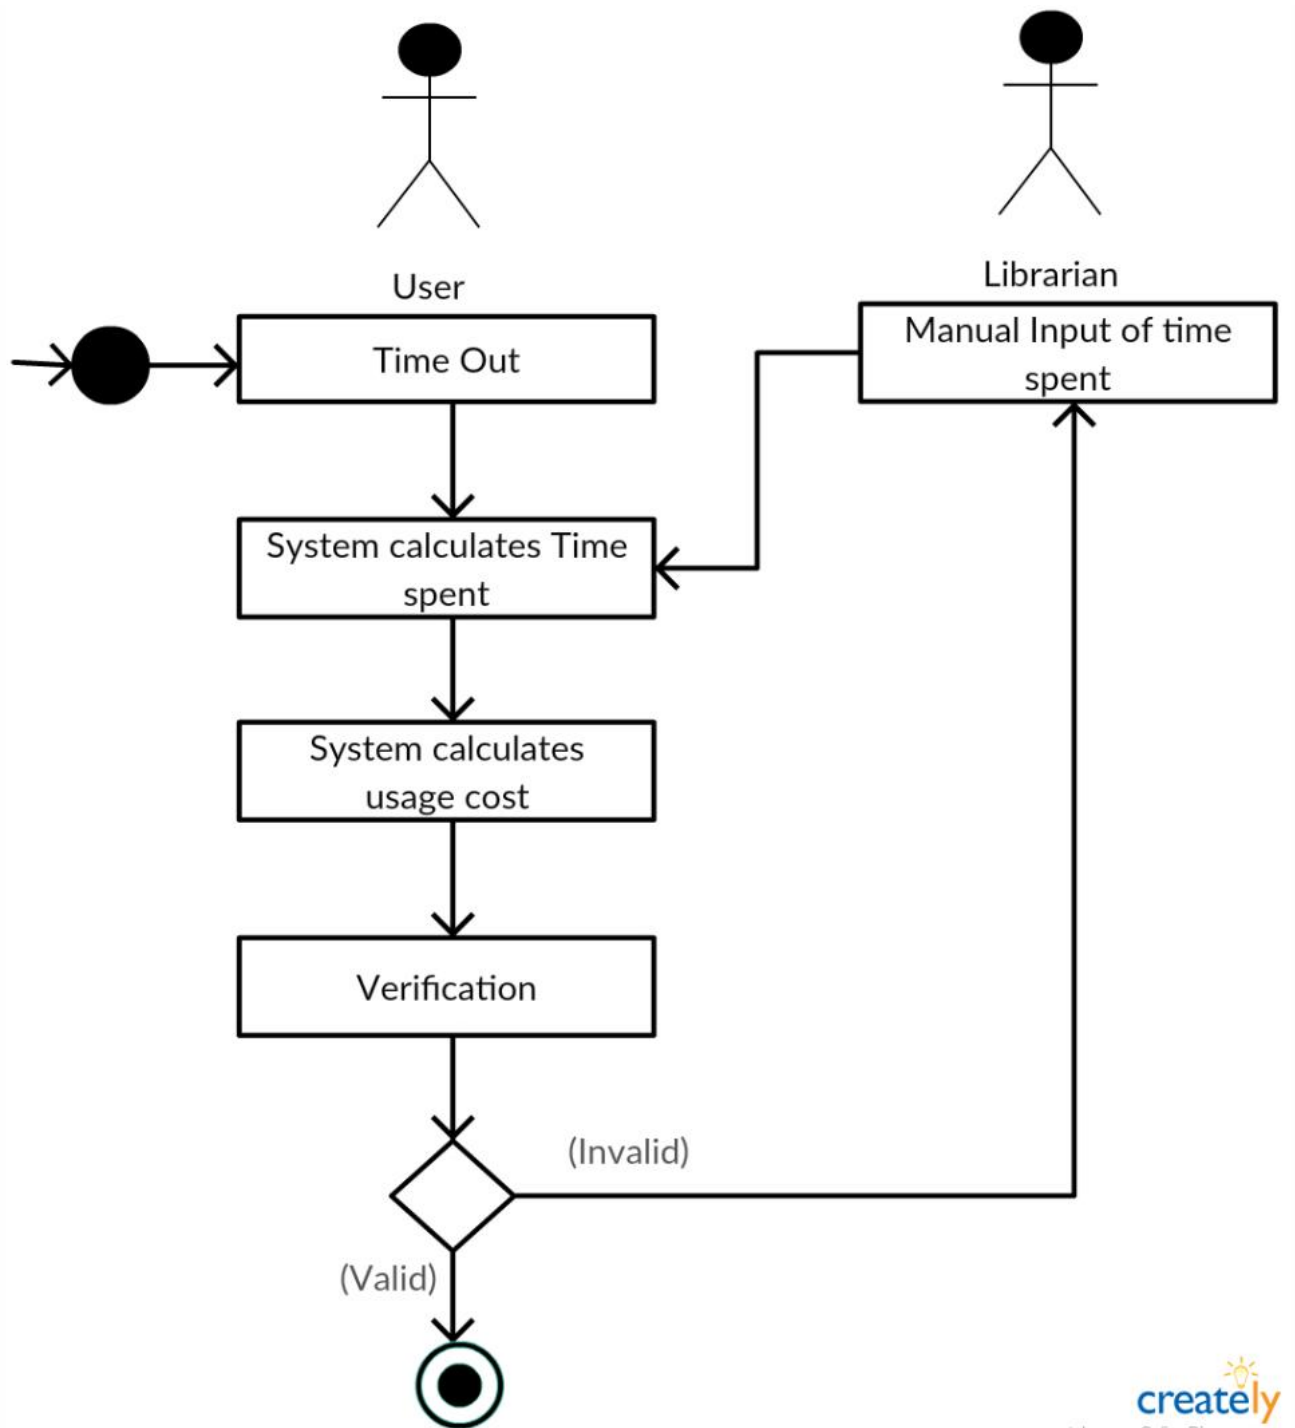 User
Librarian
Time Out
Manual Input of time
spent
System calculates Time
spent
System calculates
usage cost
Verification
(Invalid)
(Valid)
creately